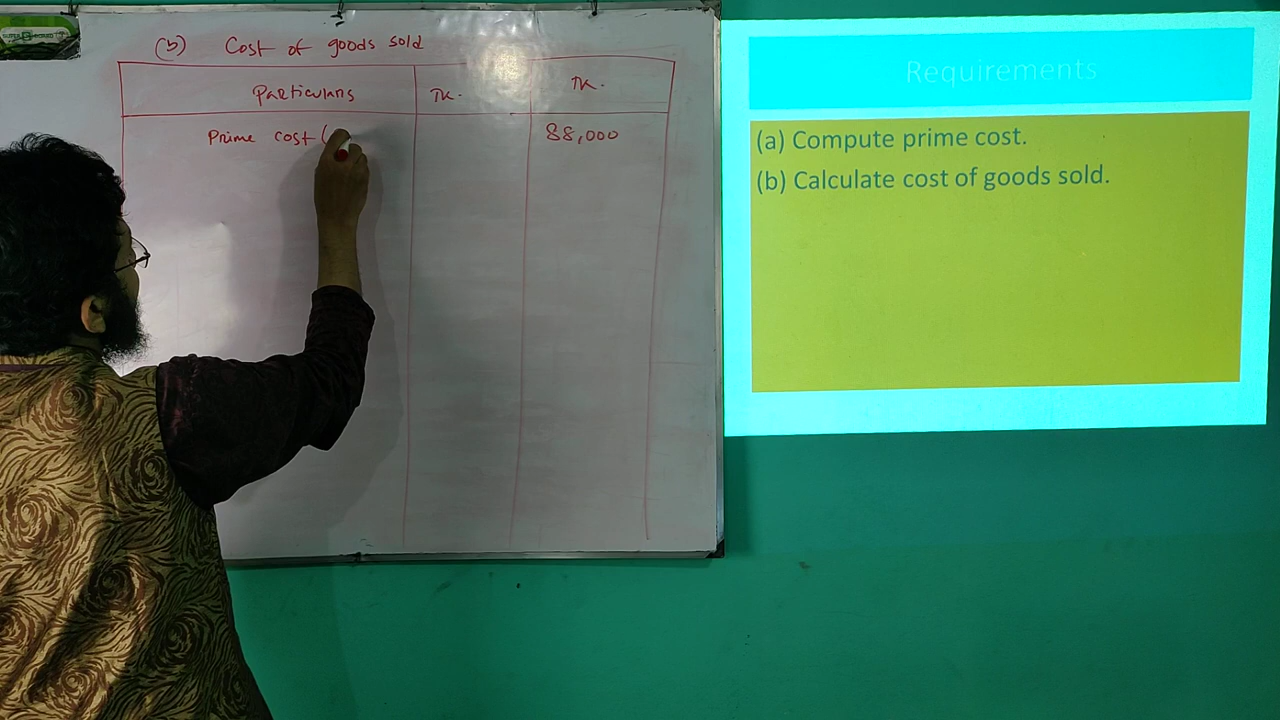 (b) Cost of goods sold
Particulars Tk. Tk.
Prime cost ( 88,000
Requirements
(a) Compute prime cost.
(b) Calculate cost of goods sold.